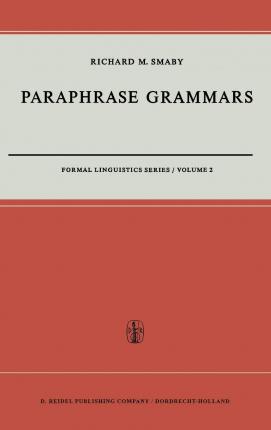 RICHARD M. SMABY
PARAPHRASE GRAMMARS
FORMAL LINGUISTICS SERIES / VOLUME 2
D. REIDEL PUBLISHING COMPANY / DORDRECHT-HOLLAND